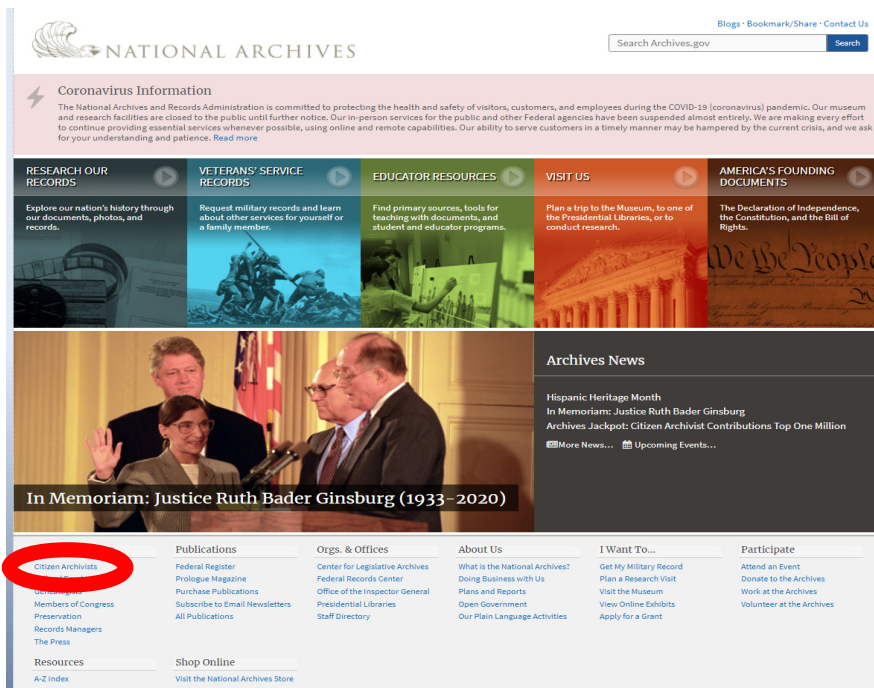 Blogs · Bookmark/Share · Contact Us
NATIONAL ARCHIVES
Search Archives.gov
Search
Coronavirus Information
The National Archives and Records Administration is committed to protecting the health and safety of visitors, customers, and employees during the COVID-19 (coronavirus) pandemic. Our museum
and research facilities are closed to the public until further notice. Our in-person services for the public and other Federal agencies have been suspended almost entirely. We are making every effort
to continue providing essential services whenever possible, using online and remote capabilities. Our ability to serve customers in a timely manner may be hampered by the current crisis, and we ask
for your understanding and patience. Read more
RESEARCH OUR
RECORDS
Explore our nation's history through
our documents, photos, and
records.
VETERANS' SERVICE
RECORDS
Request military records and learn
about other services for yourself or
a family member.
EDUCATOR RESOURCES
Find primary sources, tools for
teaching with documents, and
student and educator programs.
VISIT US
Plan a trip to the Museum, to one of
the Presidential Libraries, or to
conduct research.
AMERICA'S FOUNDING
DOCUMENTS
The Declaration of Independence,
the Constitution, and the Bill of
Rights.
We the People
In Memoriam: Justice Ruth Bader Ginsburg (1933-2020)
Archives News
Hispanic Heritage Month
In Memoriam: Justice Ruth Bader Ginsburg
Archives Jackpot: Citizen Archivist Contributions Top One Million
More News... Upcoming Events...
Citizen Archivists
Genealogists
Members of Congress
Preservation
Records Managers
The Press
Publications
Federal Register
Prologue Magazine
Purchase Publications
Subscribe to Email Newsletters
All Publications
Orgs. & Offices
Center for Legislative Archives
Federal Records Center
Office of the Inspector General
Presidential Libraries
Staff Directory
About Us
What is the National Archives?
Doing Business with Us
Plans and Reports
Open Government
Our Plain Language Activities
I Want To...
Get My Military Record
Plan a Research Visit
Visit the Museum
View Online Exhibits
Apply for a Grant
Participate
Attend an Event
Donate to the Archives
Work at the Archives
Volunteer at the Archives
Resources
A-Z Index
Shop Online
Visit the National Archives Store